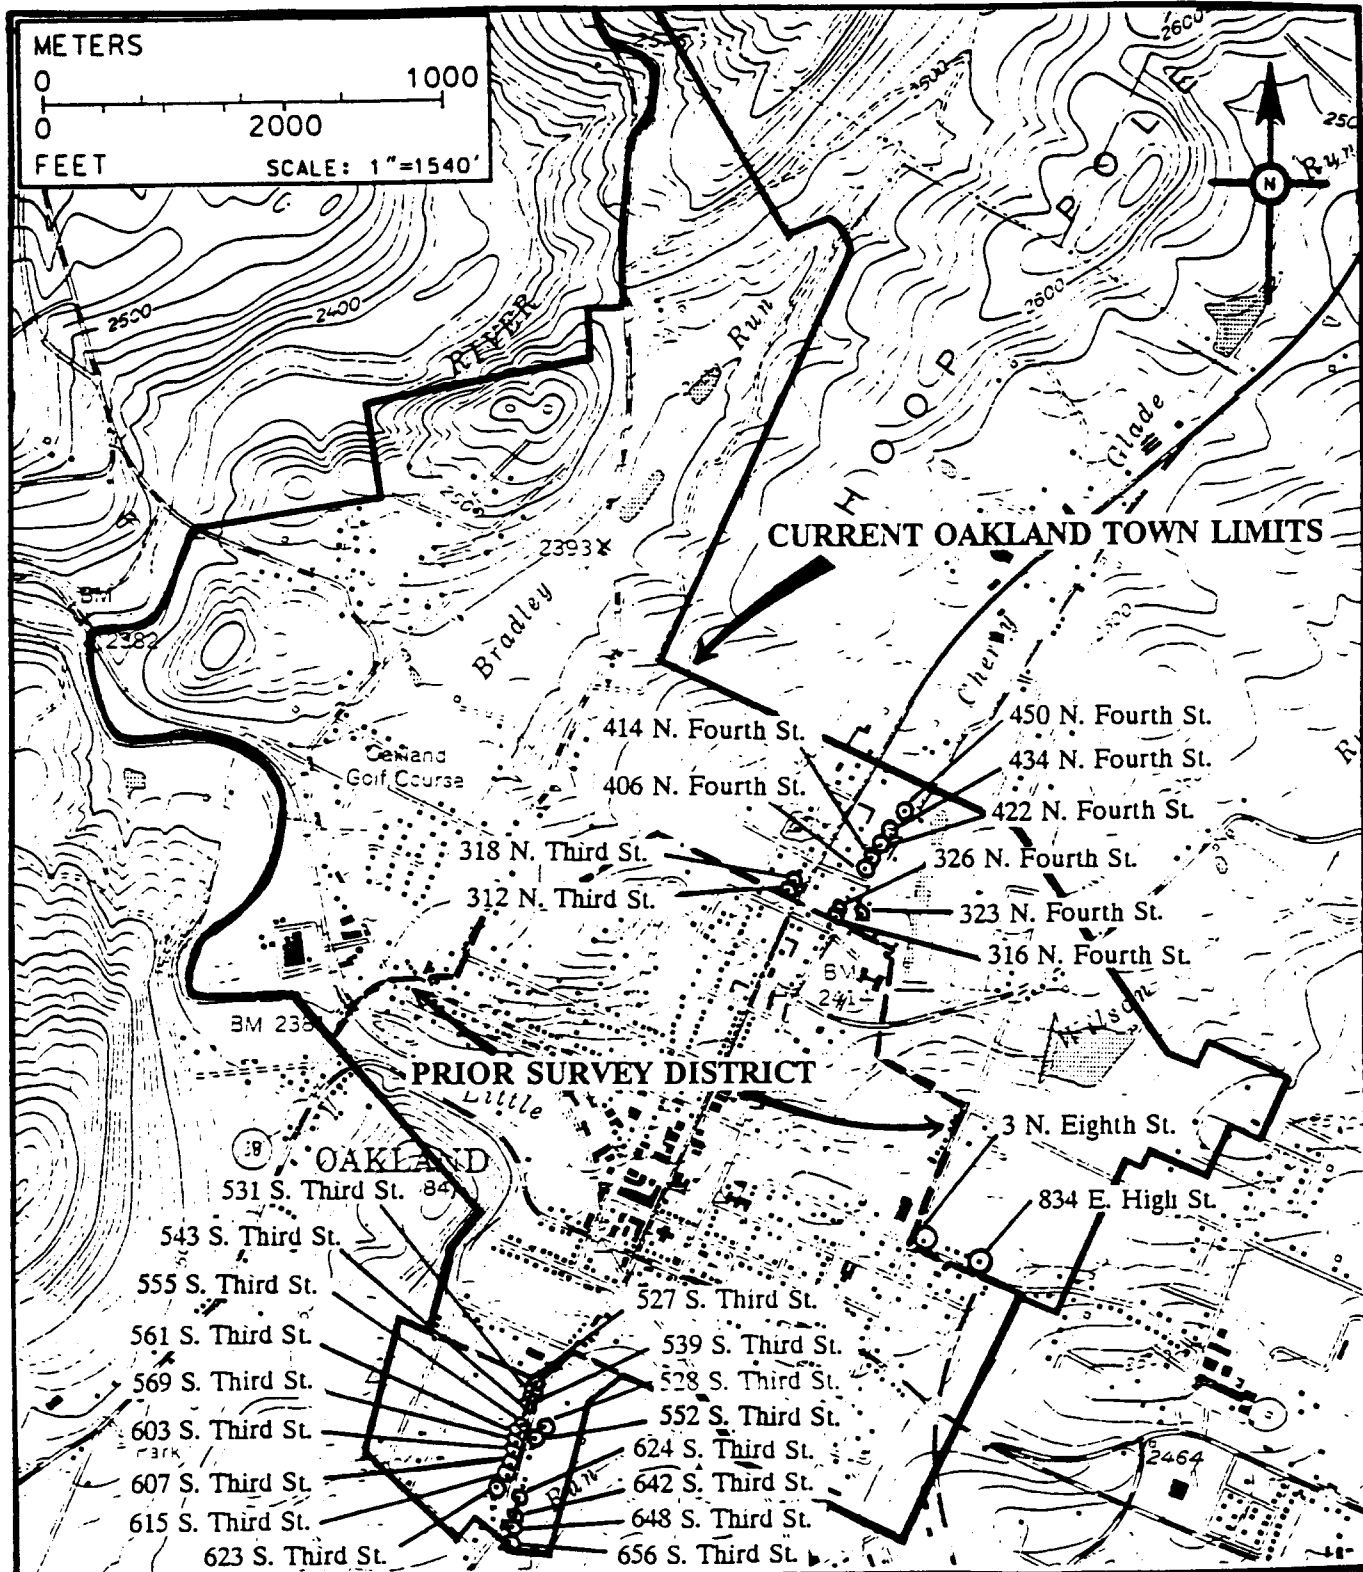 METERS
0 1000
0 2000
FEET SCALE: 1"=1540'
2600
2500
Run
HOOP POLE
N
2500
2400
RIVER
Run
2600
Glade
2393 X
CURRENT OAKLAND TOWN LIMITS
BM
2382
Bradley
Cherry
414 N. Fourth St.
450 N. Fourth St.
Oakland
Golf Course
434 N. Fourth St.
406 N. Fourth St.
422 N. Fourth St.
318 N. Third St.
326 N. Fourth St.
312 N. Third St.
323 N. Fourth St.
316 N. Fourth St.
BM
Wilson
BM 238
PRIOR SURVEY DISTRICT
Little
3 N. Eighth St.
OAKLAND
531 S. Third St.
834 E. High St.
543 S. Third St.
555 S. Third St.
527 S. Third St.
561 S. Third St.
539 S. Third St.
569 S. Third St.
528 S. Third St.
603 S. Third St.
552 S. Third St.
Park
624 S. Third St.
2464
607 S. Third St.
Run
642 S. Third St.
615 S. Third St.
648 S. Third St.
623 S. Third St.
656 S. Third St.